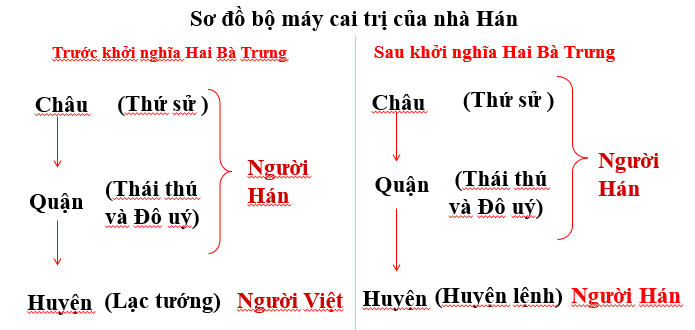 Sơ đồ bộ máy cai trị của nhà Hán
Trước khởi nghĩa Hai Bà Trưng
Châu (Thứ sử )
Quận (Thái thú
và Đô uý)
Người
Hán
Huyện (Lạc tướng) Người Việt
Sau khởi nghĩa Hai Bà Trưng
Châu (Thứ sử )
Quận (Thái thú
và Đô uý)
Người
Hán
Huyện (Huyện lệnh) Người Hán